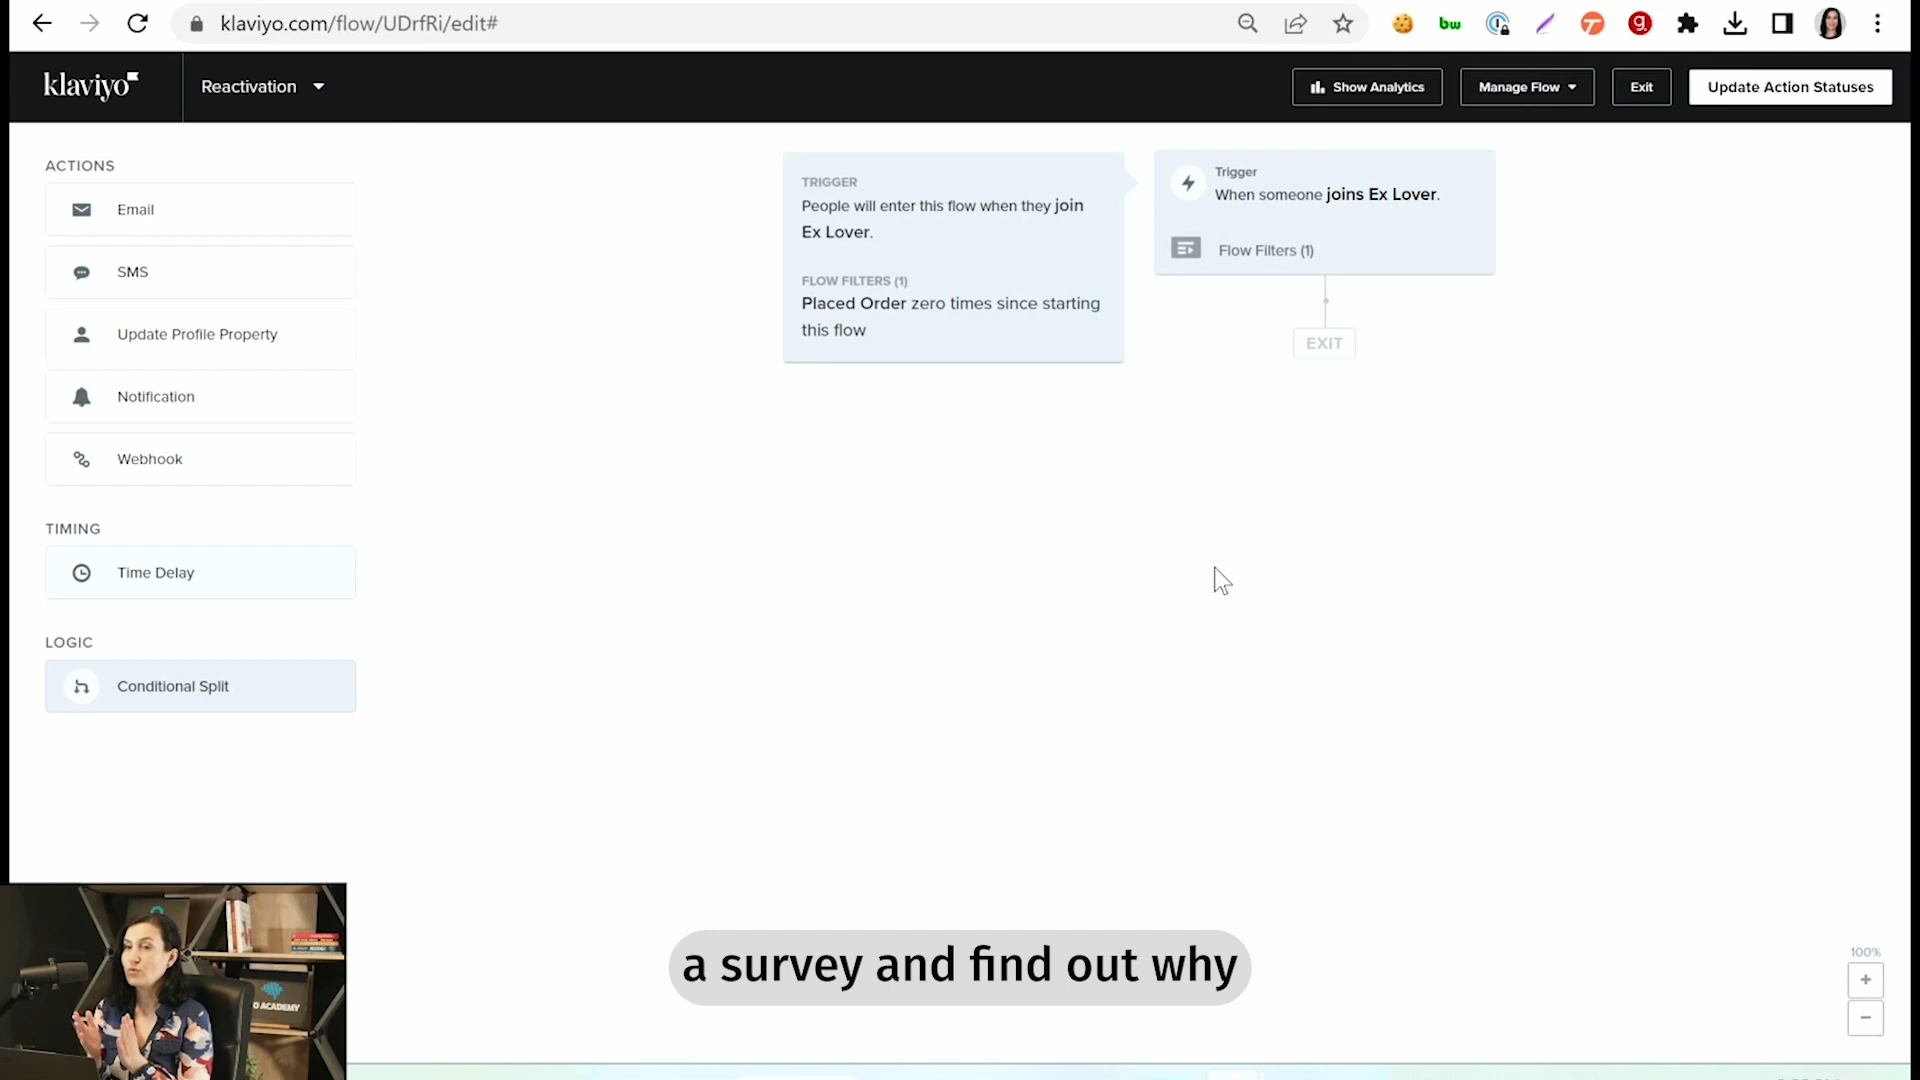 klaviyo.com/flow/UDrfRi/edit#
bw
g.
klaviyo
Reactivation
Show Analytics
Manage Flow
Exit
Update Action Statuses
ACTIONS
Email
SMS
Update Profile Property
Notification
Webhook
TIMING
Time Delay
LOGIC
Conditional Split
TRIGGER
People will enter this flow when they join
Ex Lover.
FLOW FILTERS (1)
Placed Order zero times since starting
this flow
Trigger
When someone joins Ex Lover.
Flow Filters (1)
EXIT
100%
+
−
O ACADEMY
a survey and find out why